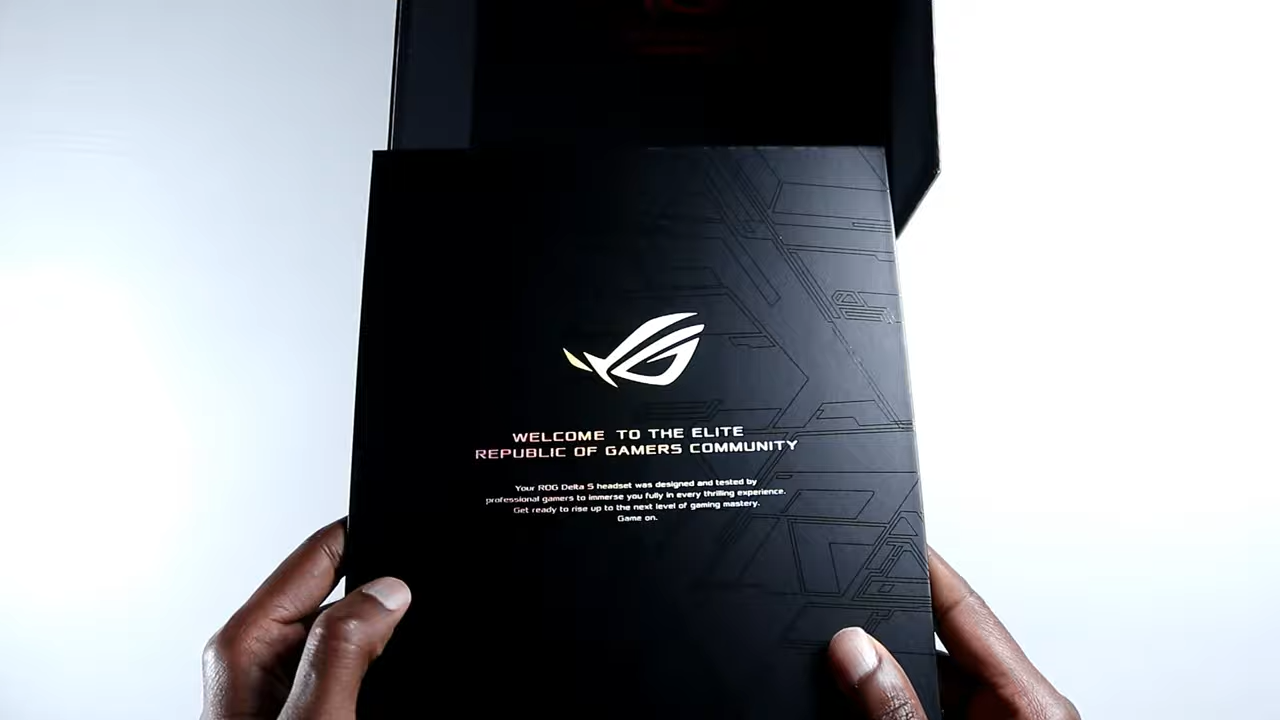 WELCOME TO THE ELITE
REPUBLIC OF GAMERS COMMUNITY
Your ROG Delta S headset was designed and tested by
professional gamers to immerse you fully in every thrilling experience.
Get ready to rise up to the next level of gaming mastery.
Game on.